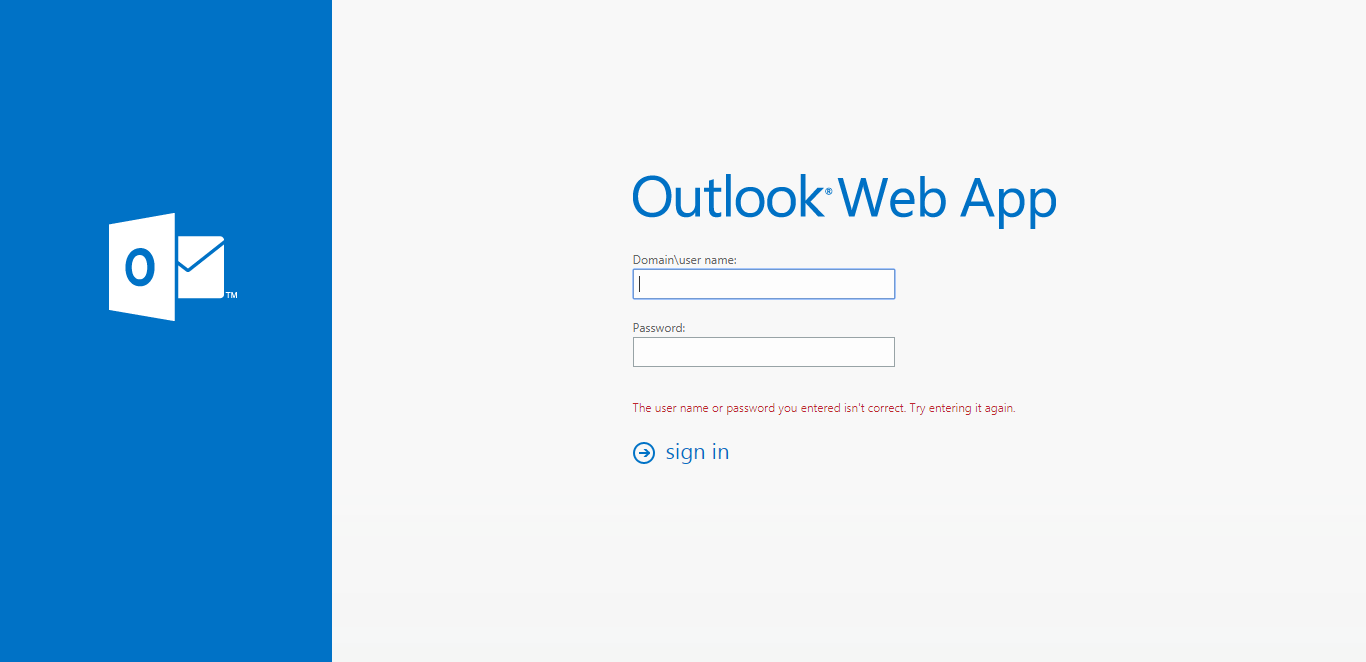 Outlook® Web App
Domain\user name:
O
TM
Password:
The user name or password you entered isn't correct. Try entering it again.
sign in